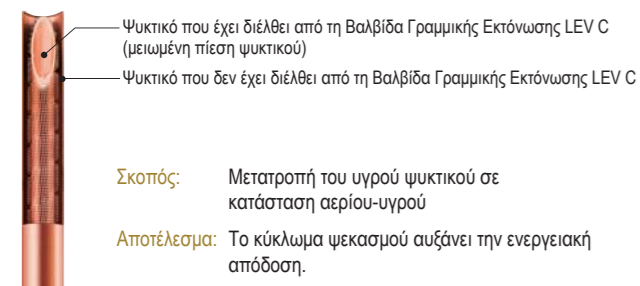 Ψυκτικό που έχει διέλθει από τη Βαλβίδα Γραμμικής Εκτόνωσης LEV C
(μειωμένη πίεση ψυκτικού)
Ψυκτικό που δεν έχει διέλθει από τη Βαλβίδα Γραμμικής Εκτόνωσης LEV C
Σκοπός: Μετατροπή του υγρού ψυκτικού σε
κατάσταση αερίου-υγρού
Αποτέλεσμα: Το κύκλωμα ψεκασμού αυξάνει την ενεργειακή
απόδοση.